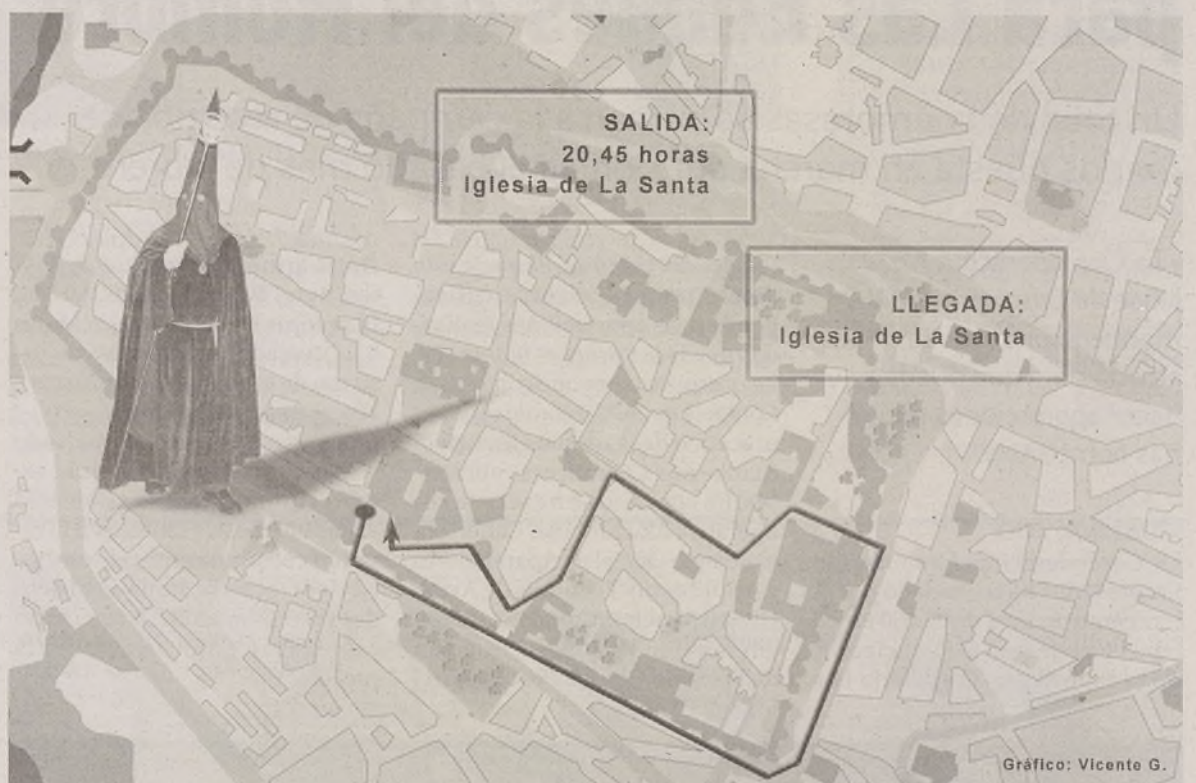 SALIDA:
20,45 horas
Iglesia de La Santa
LLEGADA:
Iglesia de La Santa
Gráfico: Vicente G.